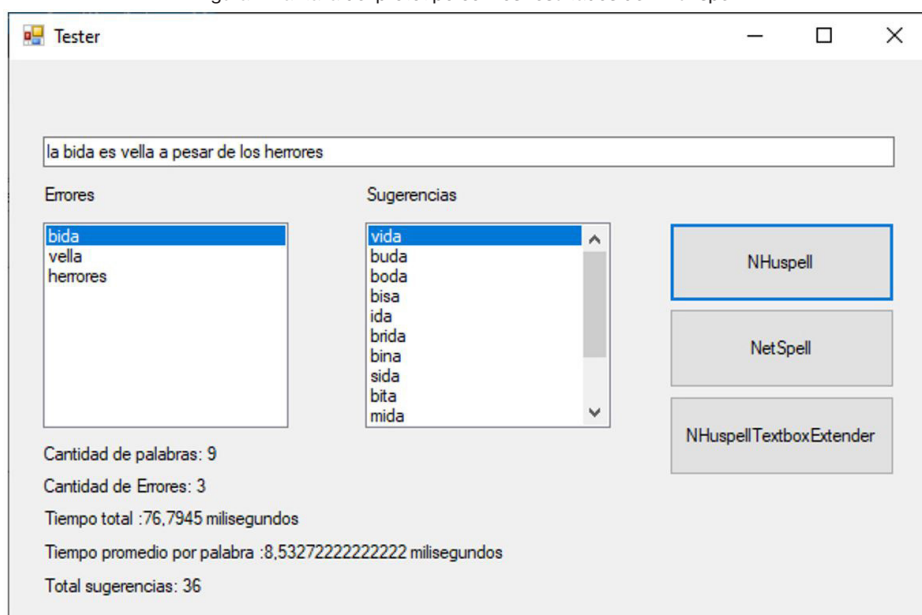 Tester
la bida es vella a pesar de los herrores
Errores
Sugerencias
bida
vella
herrores
vida
buda
boda
bisa
ida
brida
bina
sida
bita
mida
NHuspell
NetSpell
NHuspellTextboxExtender
Cantidad de palabras: 9
Cantidad de Errores: 3
Tiempo total :76,7945 milisegundos
Tiempo promedio por palabra :8,53272222222222 milisegundos
Total sugerencias: 36